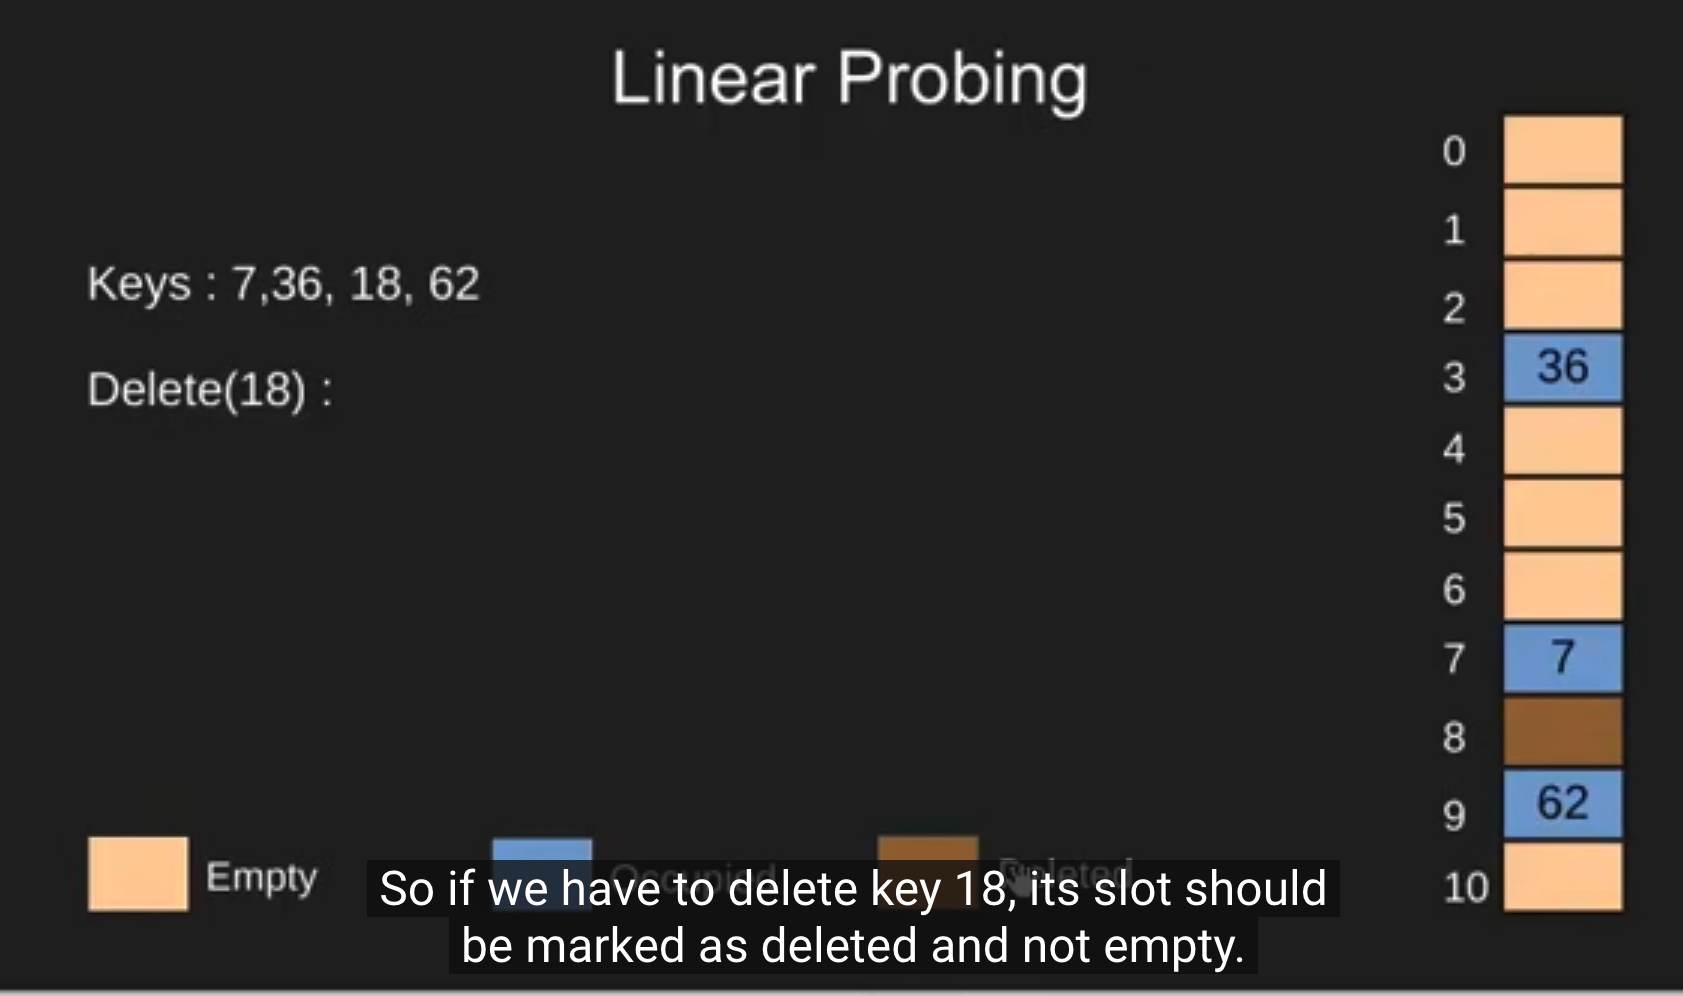 Linear Probing
Keys : 7,36, 18, 62
Delete(18) :
0
1
2
3 36
4
5
6
7 7
8
9 62
10
Empty
Occupied
Deleted
So if we have to delete key 18, its slot should
be marked as deleted and not empty.